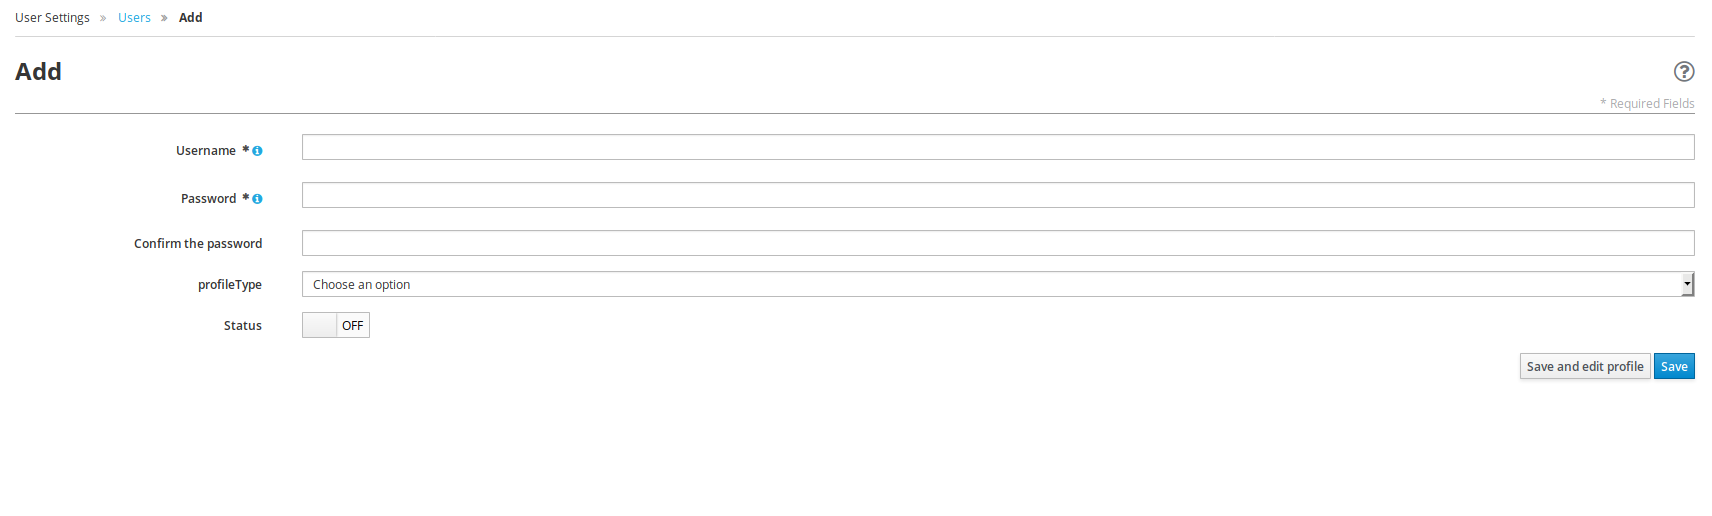 User Settings » Users » Add
Add
* Required Fields
Username *
Password *
Confirm the password
profileType Choose an option
Status OFF
Save and edit profile Save